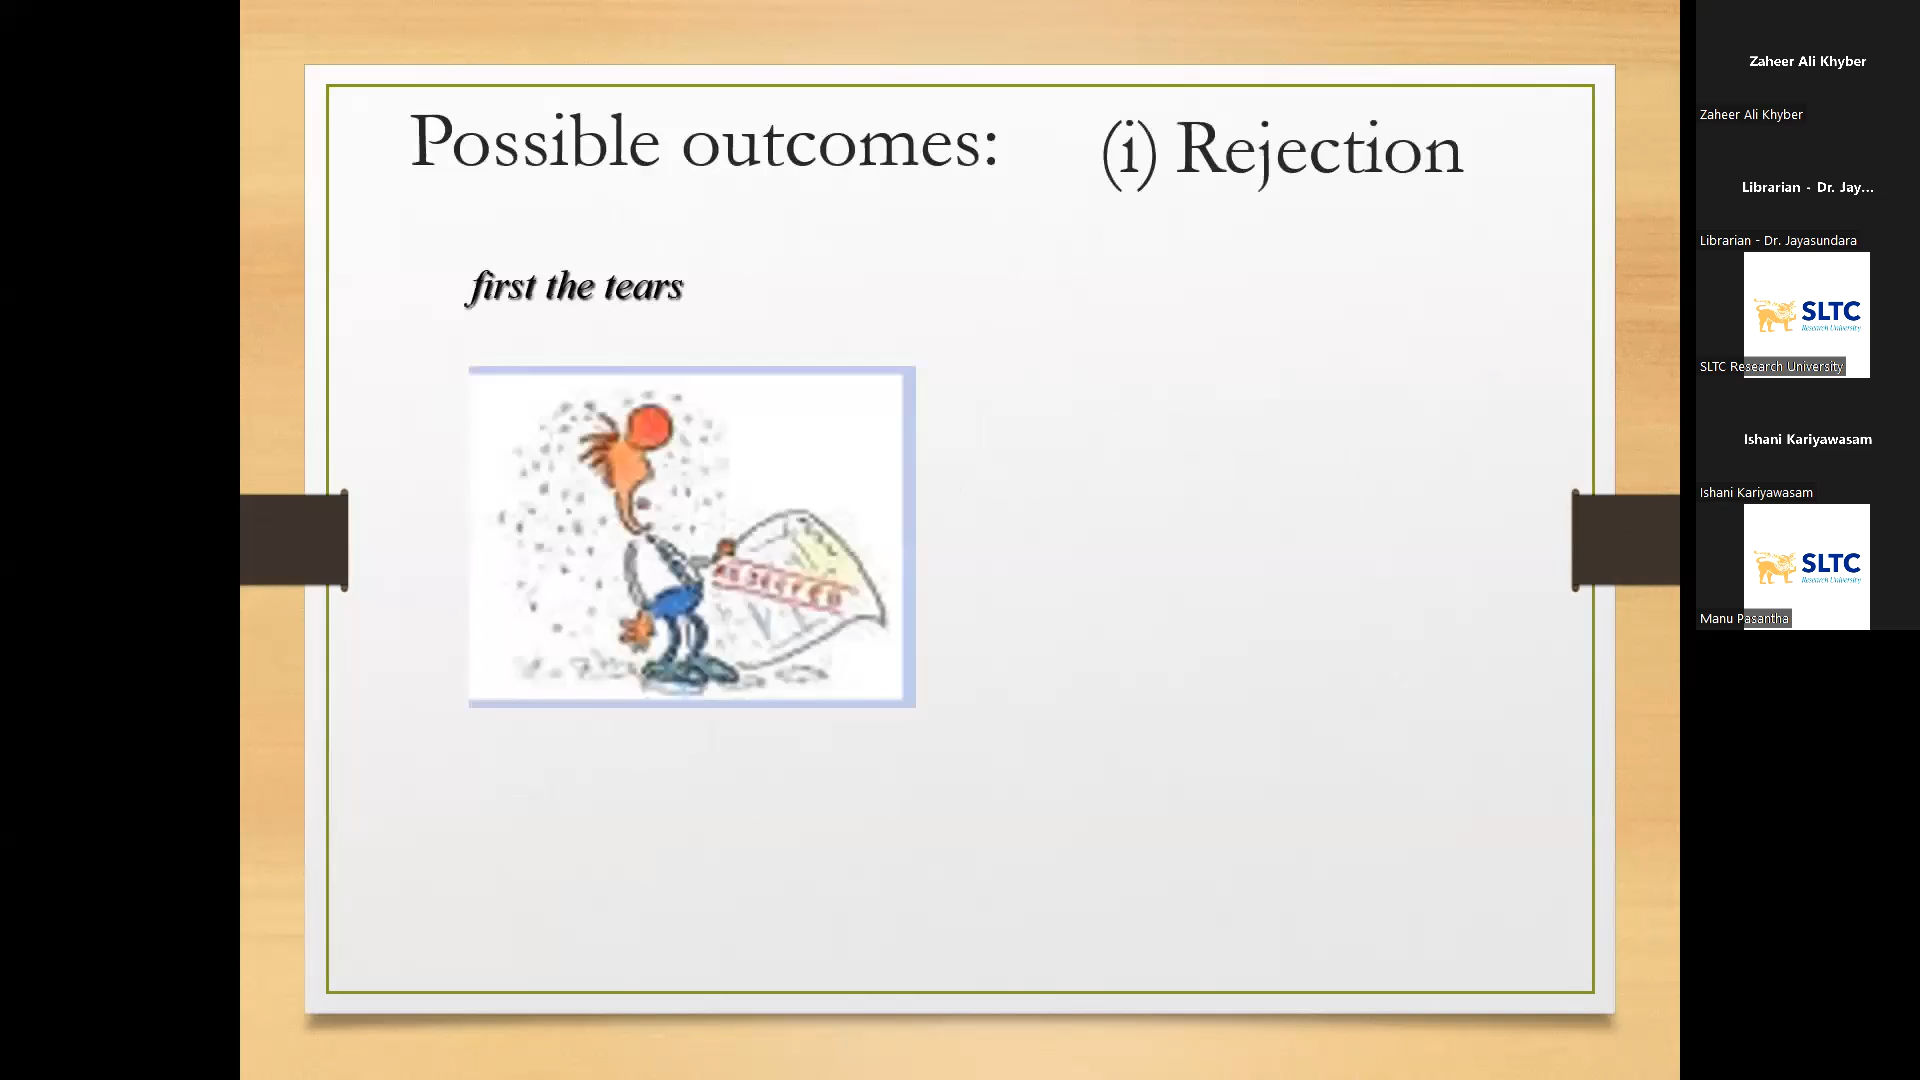 Possible outcomes:
(i) Rejection
first the tears
REJECTED
Zaheer Ali Khyber
Zaheer Ali Khyber
Librarian - Dr. Jay...
Librarian - Dr. Jayasundara
SLTC
Research University
SLTC Research University
Ishani Kariyawasam
Ishani Kariyawasam
SLTC
Research University
Manu Pasantha